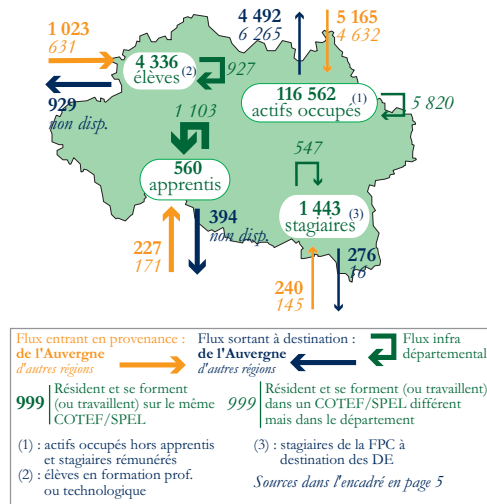 4 492
6 265
5 165
4 632
1 023
631
4 336
élèves (2)
927
929
non disp.
116 562
actifs occupés (1)
5 820
1 103
560
apprentis
547
1 443
stagiaires (3)
394
non disp.
227
171
276
16
240
145
Flux entrant en provenance :
de l'Auvergne
d'autres régions
Flux sortant à destination :
de l'Auvergne
d'autres régions
Flux infra
départemental
999 Résident et se forment
(ou travaillent) sur le même
COTEF/SPEL
999 Résident et se forment (ou travaillent)
dans un COTEF/SPEL différent
mais dans le département
(1) : actifs occupés hors apprentis
et stagiaires rémunérés
(2) : élèves en formation prof.
ou technologique
(3) : stagiaires de la FPC à
destination des DE
Sources dans l'encadré en page 5